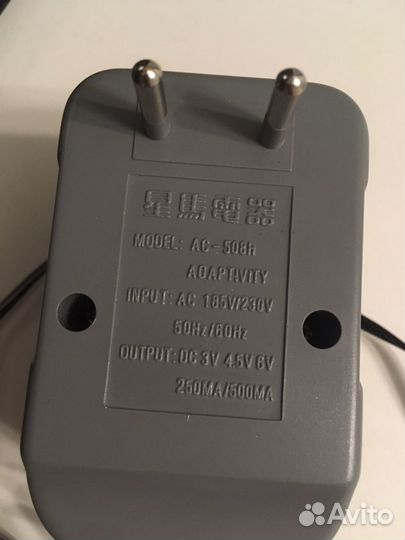 星馬電器
MODEL: AC-508R
ADAPTIVITY
INPUT: AC 185V/230V
50Hz/60Hz
OUTPUT: DC 3V 4.5V 6V
250MA/500MA
Avito